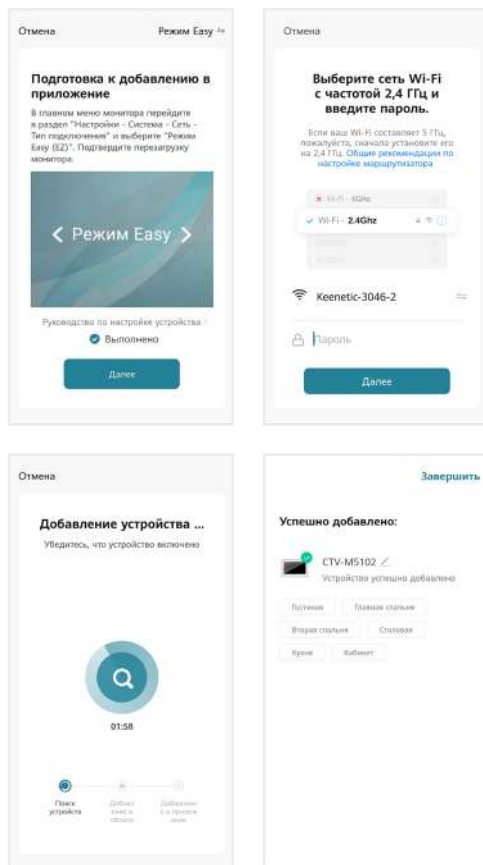 Отмена
Режим Easy
Подготовка к добавлению в
приложение
В главном меню монитора перейдите
в раздел "Настройки - Система - Сеть -
Тип подключения" и выберите "Режим
Easy (EZ)". Подтвердите перезагрузку
монитора.
< Режим Easy >
Руководство по настройке устройства
Выполнено
Далее
Отмена
Выберите сеть Wi-Fi
с частотой 2,4 ГГц и
введите пароль.
Если ваш Wi-Fi составляет 5 ГГц,
пожалуйста, сначала установите его
на 2,4 ГГц. Общие рекомендации по
настройке маршрутизатора
Wi-Fi -
Wi-Fi - 2.4Ghz
Keenetic-3046-2
Пароль
Далее
Отмена
Добавление устройства ...
Убедитесь, что устройство включено
01:58
Поиск
устройств
Завершить
Успешно добавлено:
CTV-M5102
Устройство успешно добавлено
Гостиная
Главная спальня
Вторая спальня
Столовая
Кухня
Кабинет